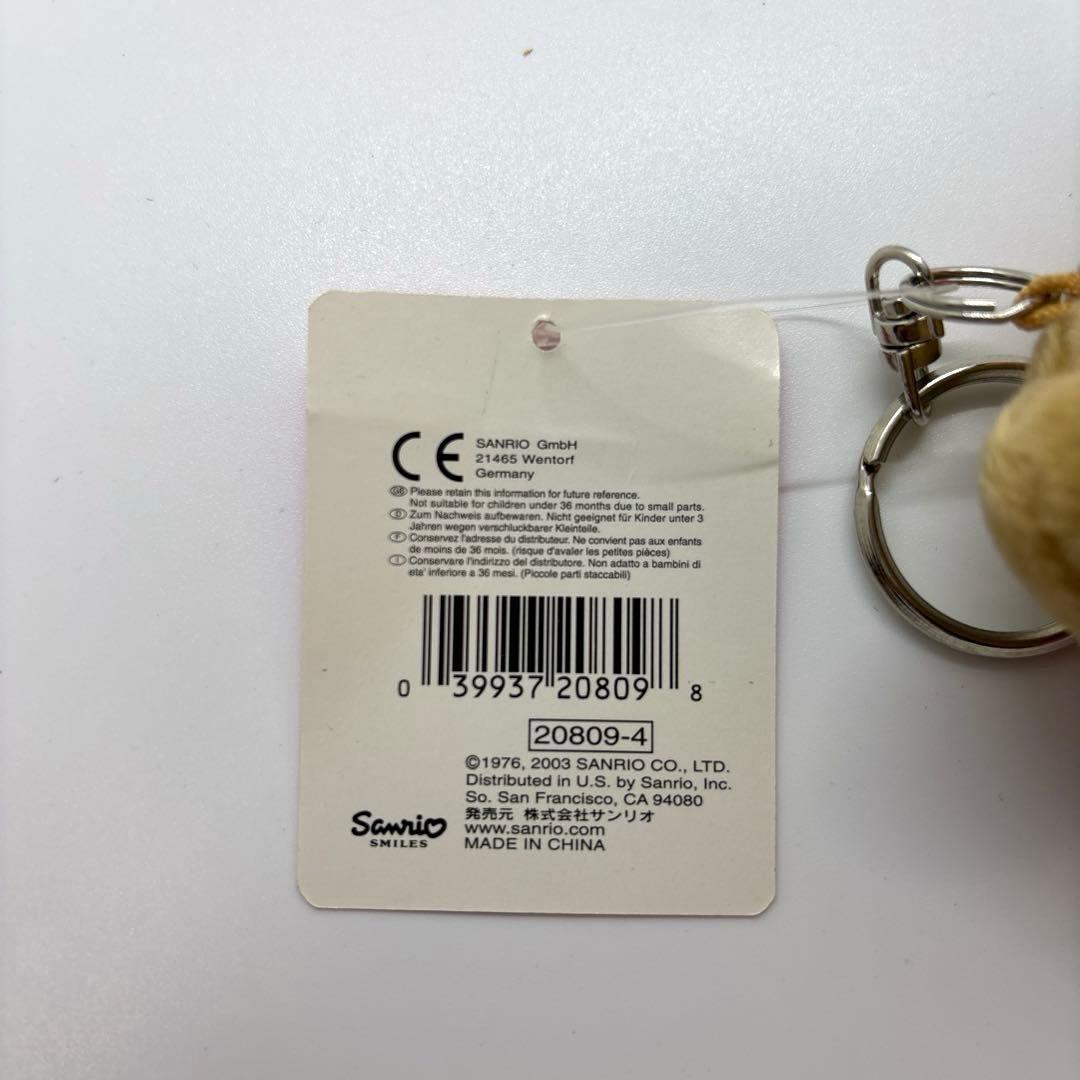 CE
SANRIO GmbH
21465 Wentorf
Germany
GB Please retain this information for future reference.
Not suitable for children under 36 months due to small parts.
D Zum Nachweis aufbewaren. Nicht geeignet für Kinder unter 3
Jahren wegen verschluckbarer Kleinteile.
F Conservez l'adresse du distributeur. Ne convient pas aux enfants
de moins de 36 mois. (risque d'avaler les petites pièces)
I Conservare l'indirizzo del distributore. Non adatto a bambini di
eta' inferiore a 36 mesi. (Piccole parti staccabili)
0 39937 20809 8
20809-4
©1976, 2003 SANRIO CO., LTD.
Distributed in U.S. by Sanrio, Inc.
So. San Francisco, CA 94080
発売元 株式会社サンリオ
www.sanrio.com
MADE IN CHINA
Sanrio
SMILES